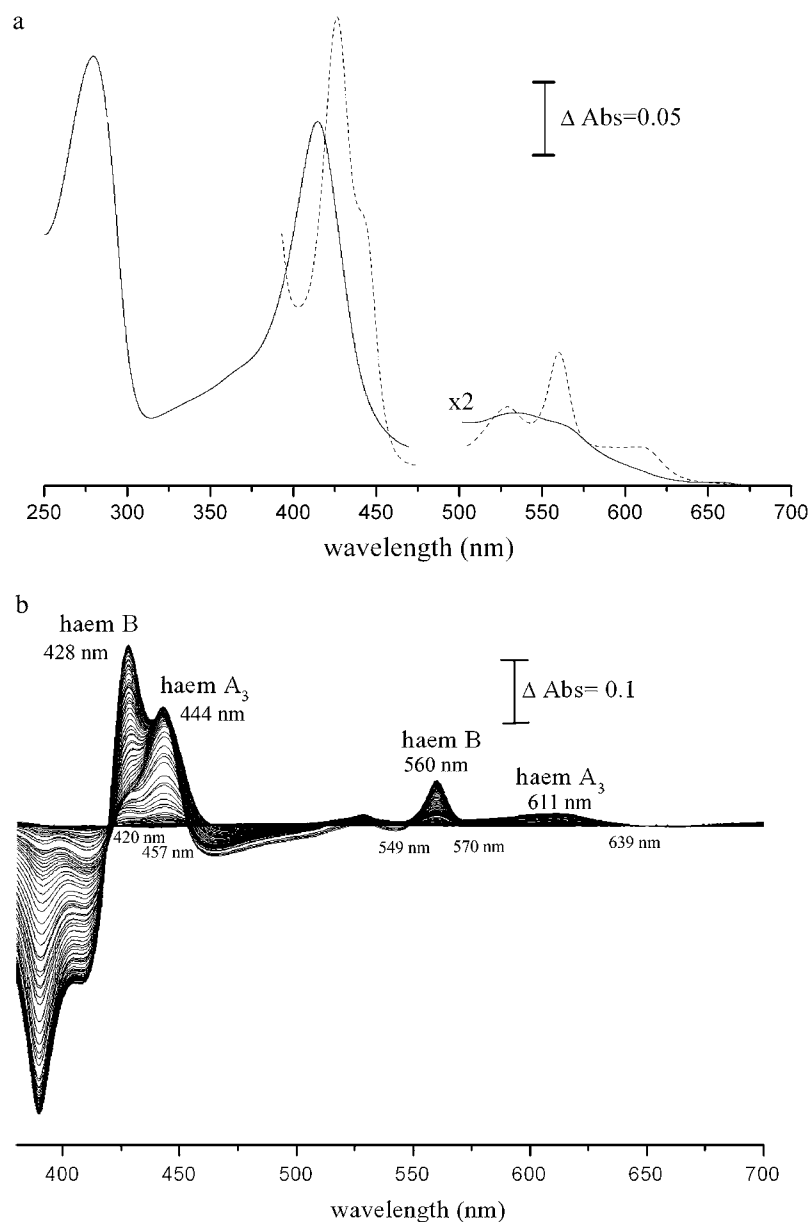 a
Δ Abs=0.05
x2
250 300 350 400 450 500 550 600 650 700
wavelength (nm)
b
haem B
428 nm
haem A3
444 nm
Δ Abs= 0.1
haem B
560 nm
haem A3
611 nm
420 nm
457 nm
549 nm
570 nm
639 nm
400 450 500 550 600 650 700
wavelength (nm)